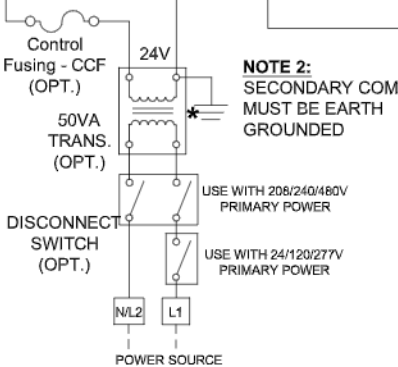 Control
Fusing - CCF
(OPT.)
24V
NOTE 2:
SECONDARY COM
MUST BE EARTH
GROUNDED
*
50VA
TRANS.
(OPT.)
USE WITH 208/240/480V
PRIMARY POWER
DISCONNECT
SWITCH
(OPT.)
USE WITH 24/120/277V
PRIMARY POWER
N/L2
L1
POWER SOURCE